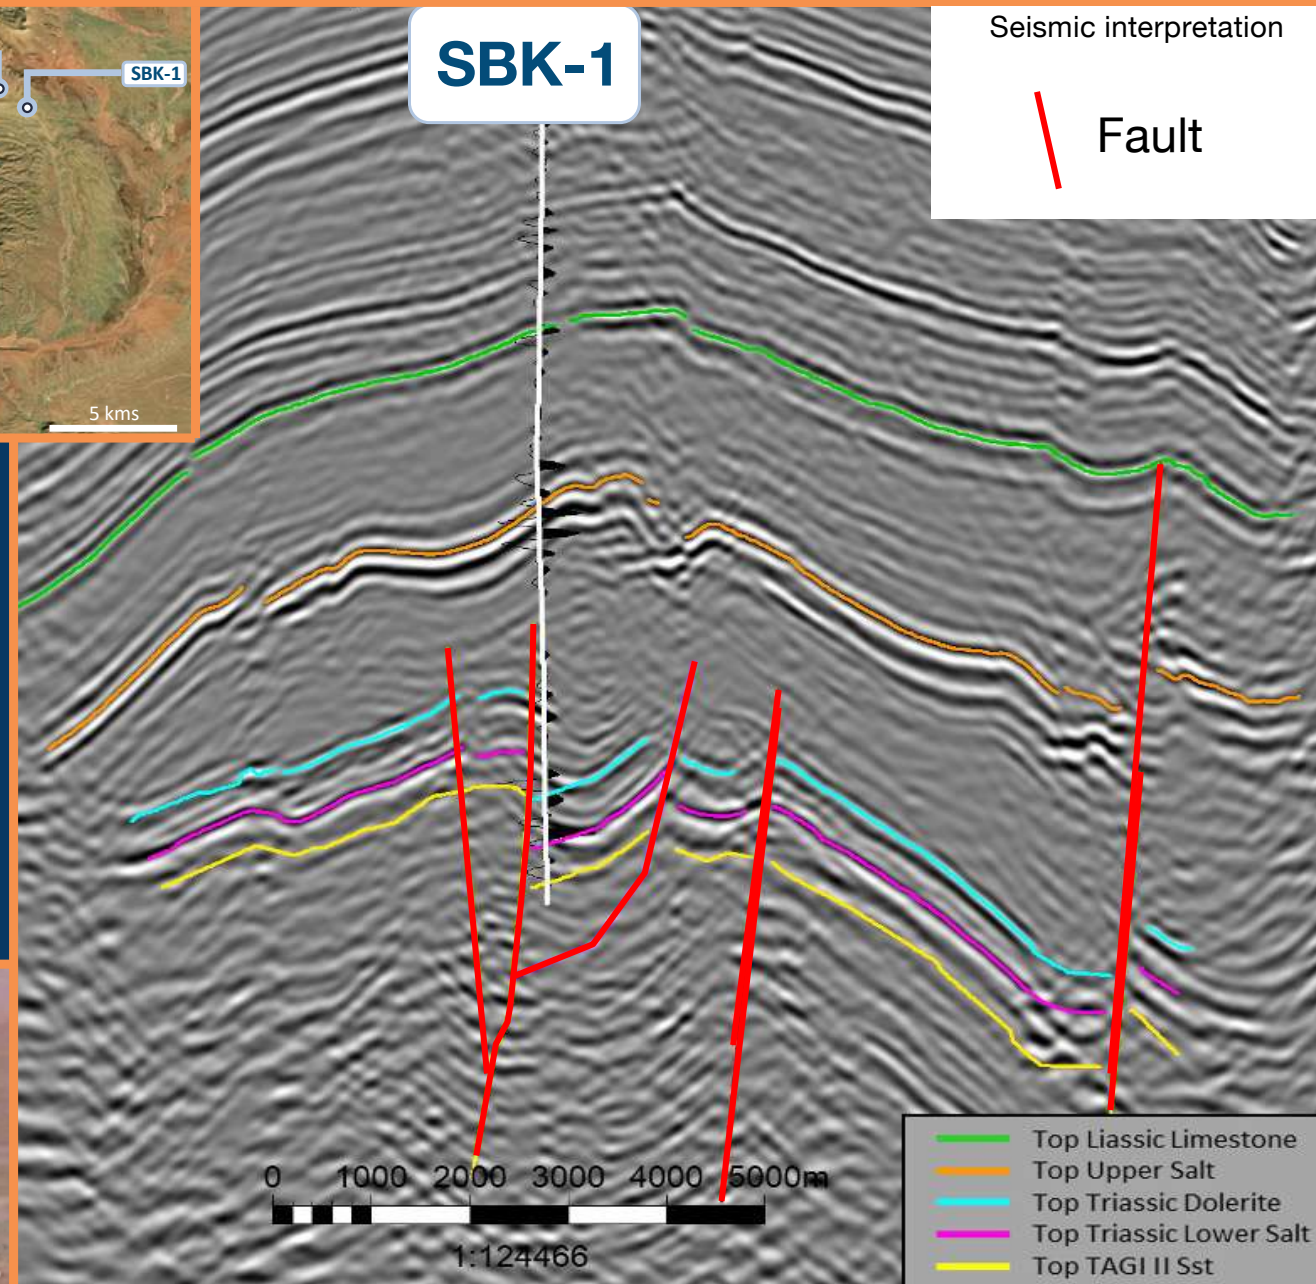 SBK-1
SBK-1
5 kms
Seismic interpretation
Fault
0 1000 2000 3000 4000 5000m
1:124466
Top Liassic Limestone
Top Upper Salt
Top Triassic Dolerite
Top Triassic Lower Salt
Top TAGI II Sst